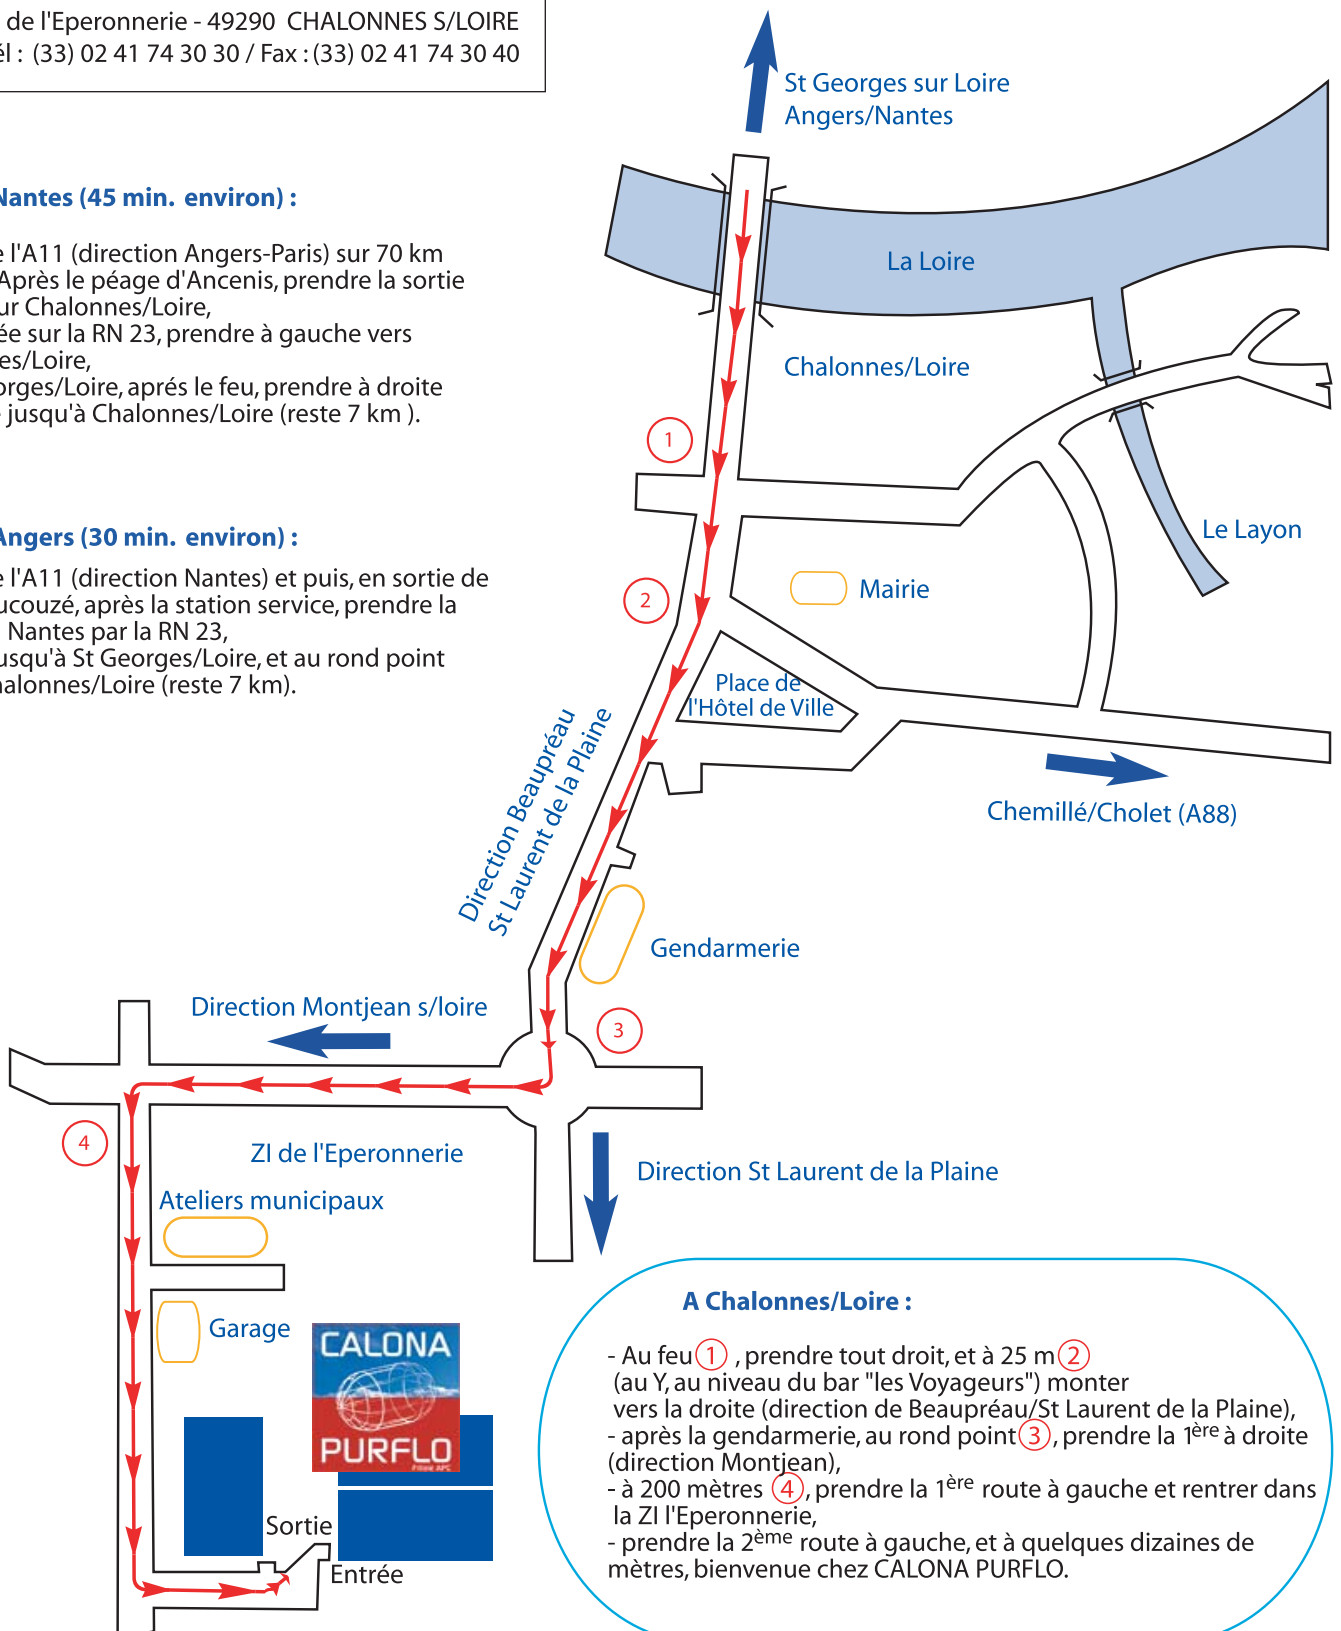 de l'Eperonnerie - 49290 CHALONNES S/LOIRE
él : (33) 02 41 74 30 30 / Fax : (33) 02 41 74 30 40
St Georges sur Loire
Angers/Nantes
Nantes (45 min. environ) :
e l'A11 (direction Angers-Paris) sur 70 km
Après le péage d'Ancenis, prendre la sortie
ur Chalonnes/Loire,
ée sur la RN 23, prendre à gauche vers
es/Loire,
orges/Loire, aprés le feu, prendre à droite
e jusqu'à Chalonnes/Loire (reste 7 km ).
La Loire
Chalonnes/Loire
1
Angers (30 min. environ) :
e l'A11 (direction Nantes) et puis, en sortie de
ucouzé, après la station service, prendre la
Nantes par la RN 23,
usqu'à St Georges/Loire, et au rond point
halonnes/Loire (reste 7 km).
Le Layon
2
Mairie
Place de
l'Hôtel de Ville
Direction Beaupréau
St Laurent de la Plaine
Chemillé/Cholet (A88)
Gendarmerie
Direction Montjean s/loire
3
4
ZI de l'Eperonnerie
Direction St Laurent de la Plaine
Ateliers municipaux
Garage
CALONA
PURFLO
Filiale APC
Sortie
Entrée
A Chalonnes/Loire :
- Au feu 1 , prendre tout droit, et à 25 m 2
(au Y, au niveau du bar "les Voyageurs") monter
vers la droite (direction de Beaupréau/St Laurent de la Plaine),
- après la gendarmerie, au rond point 3 , prendre la 1ère à droite
(direction Montjean),
- à 200 mètres 4 , prendre la 1ère route à gauche et rentrer dans
la ZI l'Eperonnerie,
- prendre la 2ème route à gauche, et à quelques dizaines de
mètres, bienvenue chez CALONA PURFLO.